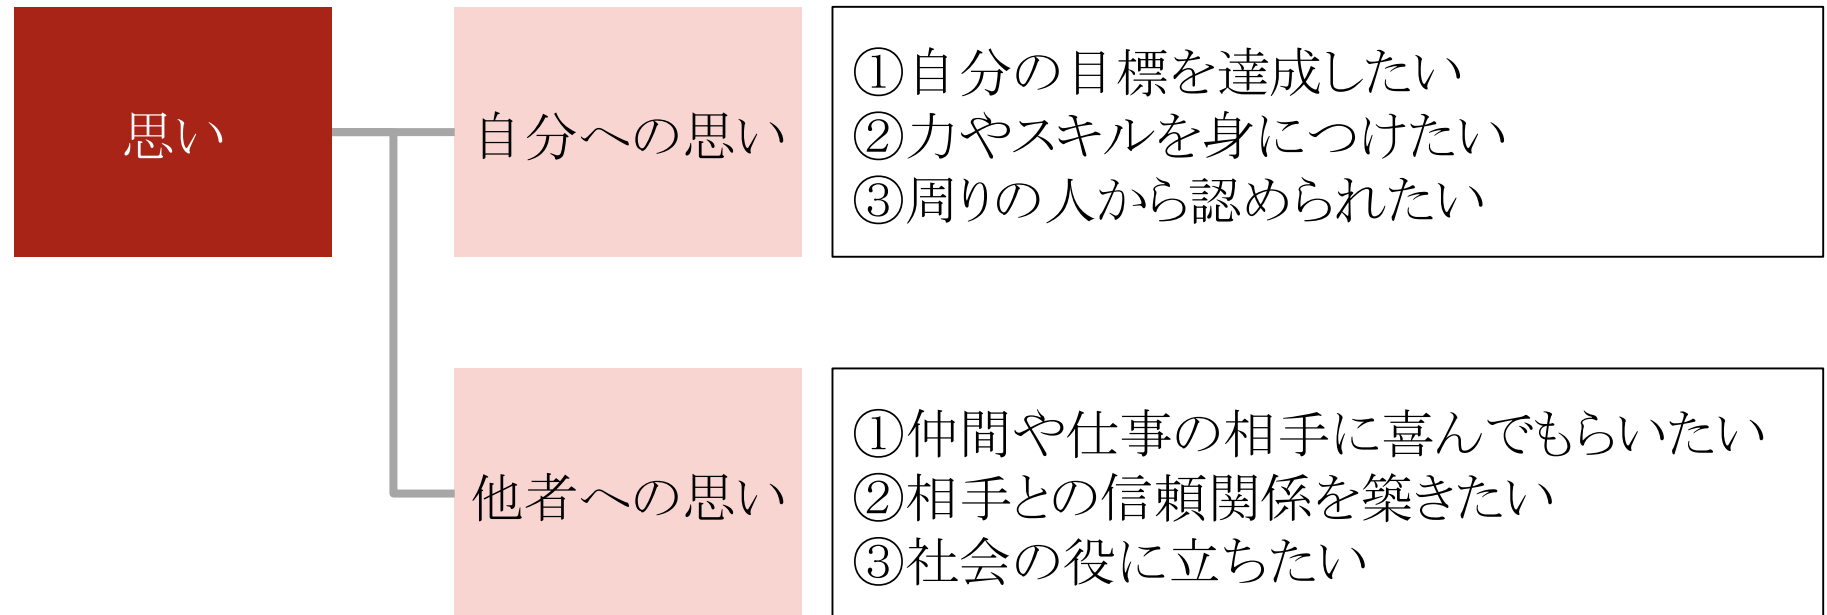 思い
自分への思い
①自分の目標を達成したい
②力やスキルを身につけたい
③周りの人から認められたい
他者への思い
①仲間や仕事の相手に喜んでもらいたい
②相手との信頼関係を築きたい
③社会の役に立ちたい